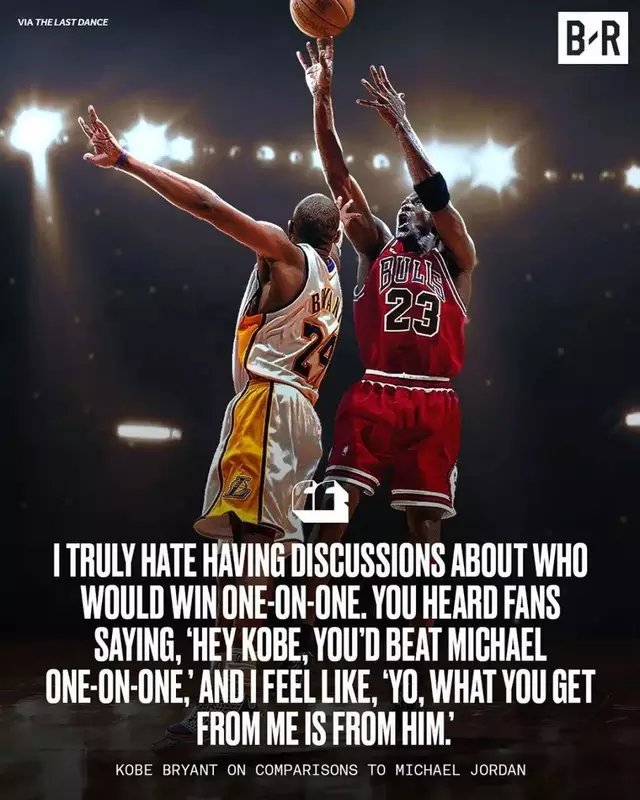 VIA THE LAST DANCE
B-R
BULLS
23
24
I TRULY HATE HAVING DISCUSSIONS ABOUT WHO
WOULD WIN ONE-ON-ONE. YOU HEARD FANS
SAYING, ‘HEY KOBE, YOU’D BEAT MICHAEL
ONE-ON-ONE,’ AND I FEEL LIKE, ‘YO, WHAT YOU GET
FROM ME IS FROM HIM.’
KOBE BRYANT ON COMPARISONS TO MICHAEL JORDAN